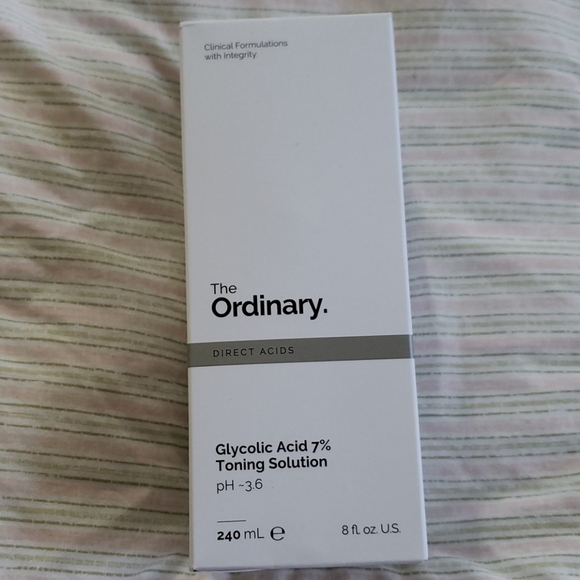 Clinical Formulations
with Integrity.
The
Ordinary.
DIRECT ACIDS
Glycolic Acid 7%
Toning Solution
pH ~3.6
240 mL ℮
8 fl. oz. U.S.